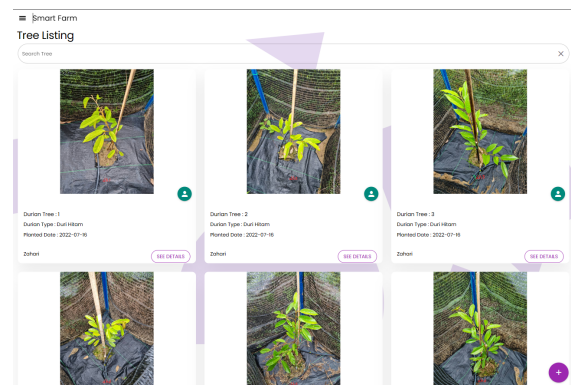 Smart Farm
Tree Listing
Search Tree
Durian Tree : 1
Durian Type : Duri Hitam
Planted Date : 2022-07-16
Zahari
SEE DETAILS
Durian Tree : 2
Durian Type : Duri Hitam
Planted Date : 2022-07-16
Zahari
SEE DETAILS
Durian Tree : 3
Durian Type : Duri Hitam
Planted Date : 2022-07-16
Zahari
SEE DETAILS